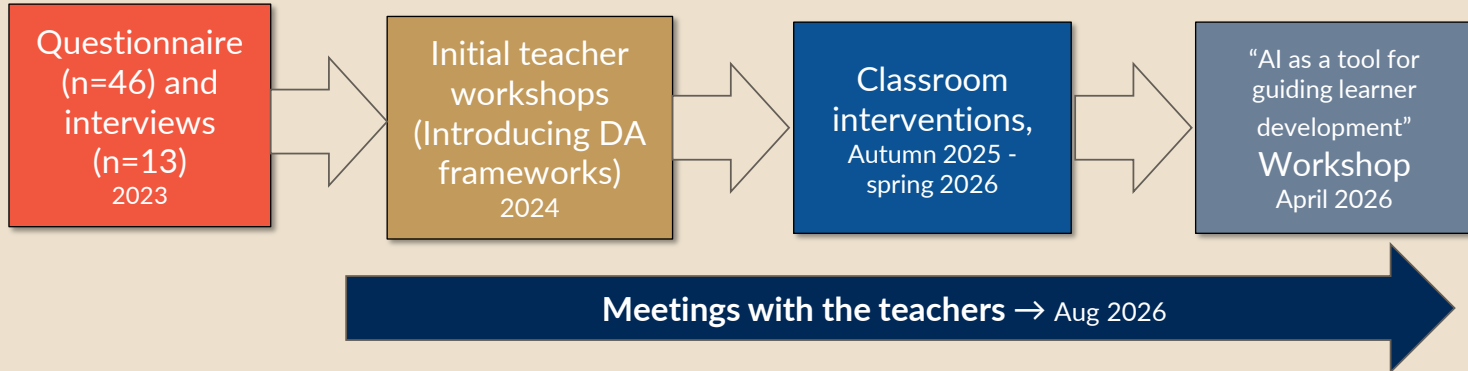 Questionnaire
(n=46) and
interviews
(n=13)
2023
Initial teacher
workshops
(Introducing DA
frameworks)
2024
Classroom
interventions,
Autumn 2025 -
spring 2026
“AI as a tool for
guiding learner
development”
Workshop
April 2026
Meetings with the teachers → Aug 2026